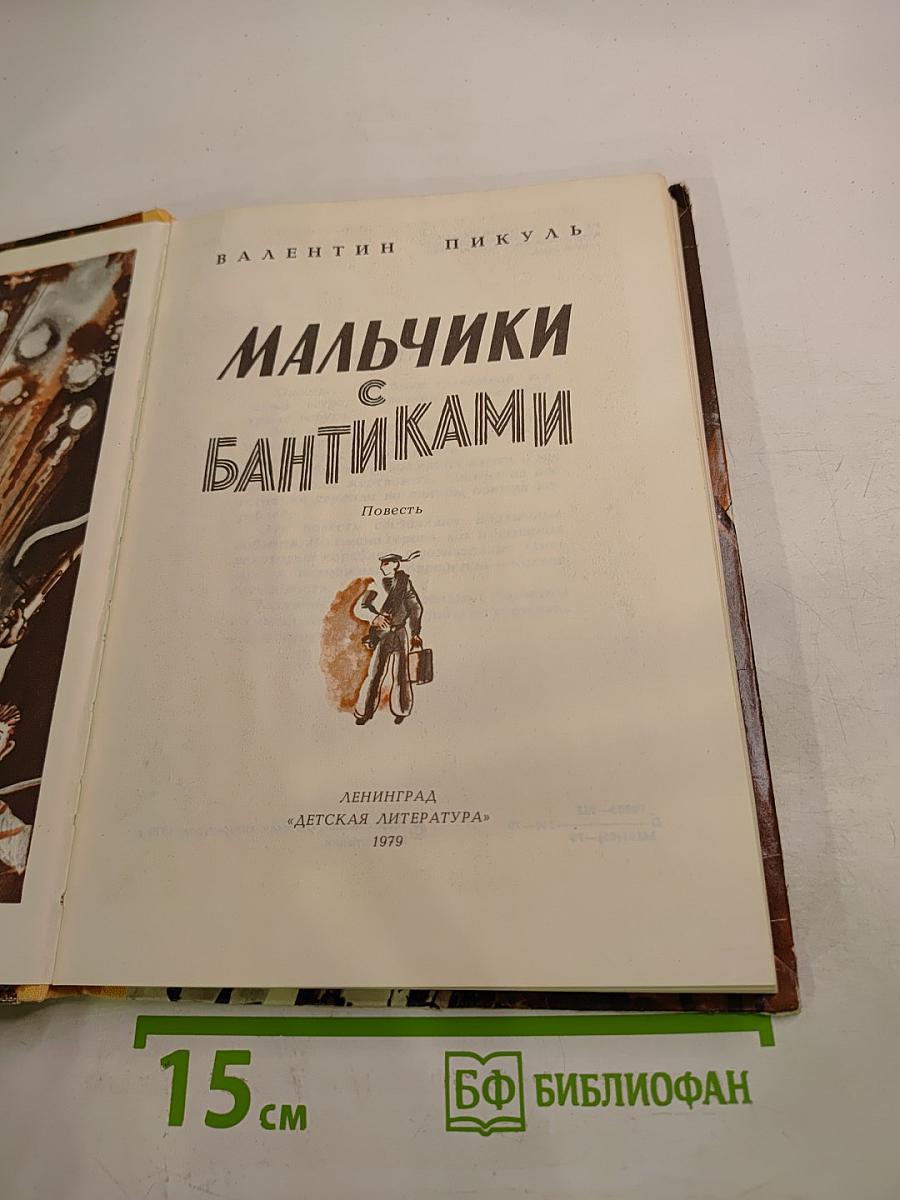 ВАЛЕНТИН ПИКУЛЬ
МАЛЬЧИКИ
С
БАНТИКАМИ
Повесть
ЛЕНИНГРАД
«ДЕТСКАЯ ЛИТЕРАТУРА»
1979
15 см
БФ БИБЛИОФАН